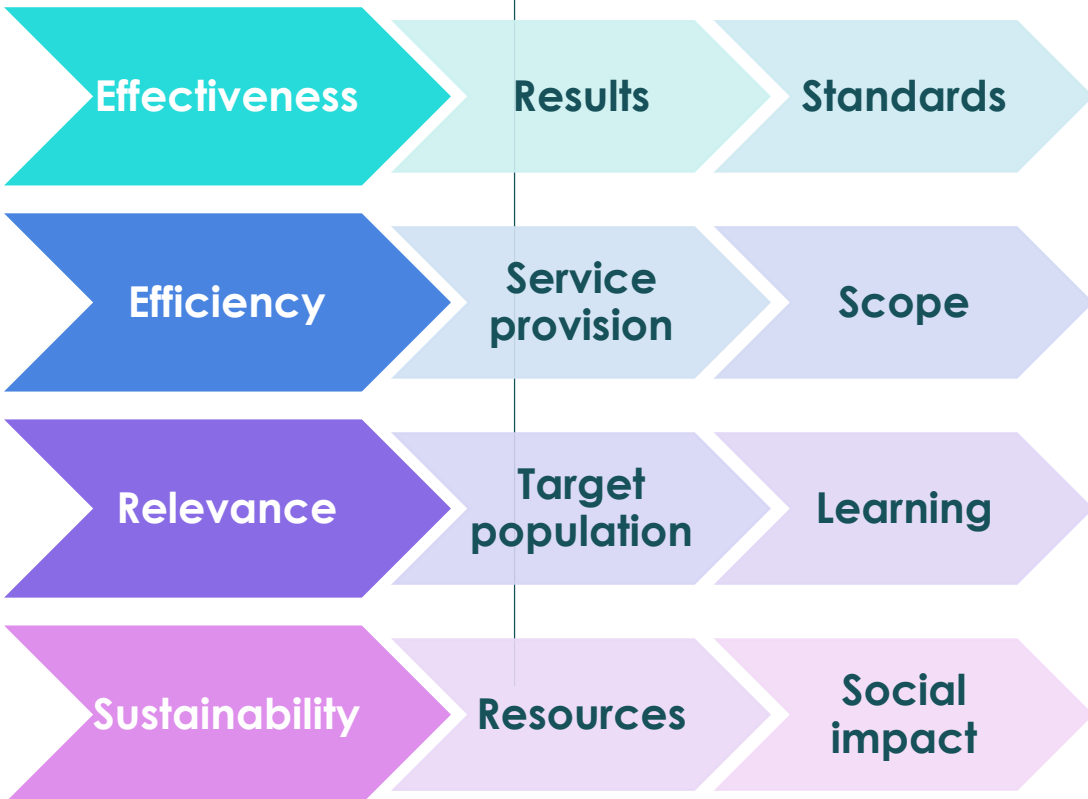 Effectiveness
Results
Standards
Efficiency
Service
provision
Scope
Relevance
Target
population
Learning
Sustainability
Resources
Social
impact